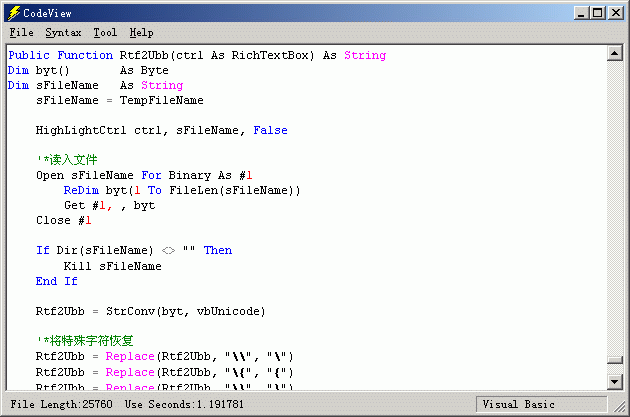 CodeView
File Syntax Tool Help
Public Function Rtf2Ubb(ctrl As RichTextBox) As String
Dim byt()       As Byte
Dim sFileName   As String
    sFileName = TempFileName
    HighLightCtrl ctrl, sFileName, False
    '*读入文件
    Open sFileName For Binary As #1
        ReDim byt(1 To FileLen(sFileName))
        Get #1, , byt
    Close #1
    If Dir(sFileName) <> "" Then
        Kill sFileName
    End If
    Rtf2Ubb = StrConv(byt, vbUnicode)
    '*将特殊字符恢复
    Rtf2Ubb = Replace(Rtf2Ubb, "\\", "\")
    Rtf2Ubb = Replace(Rtf2Ubb, "\{", "{")
    Rtf2Ubb = Replace(Rtf2Ubb, "\}", "}")
File Length:25760  Use Seconds:1.191781
Visual Basic